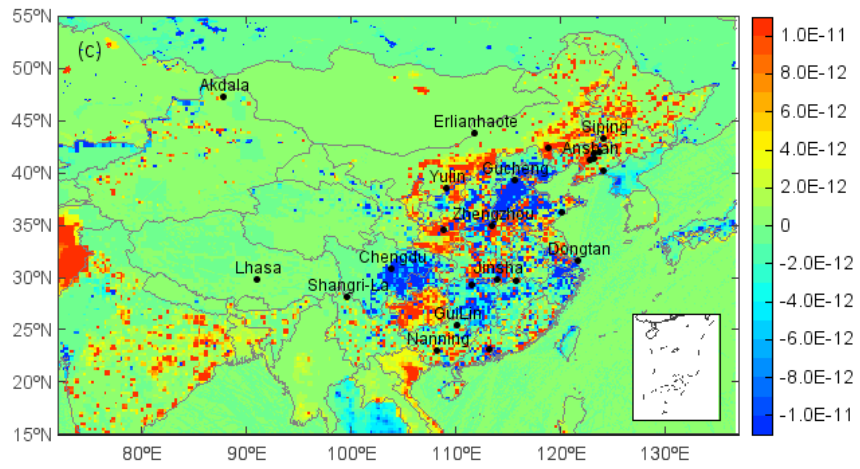 55ºN
(c)
50ºN
45ºN
40ºN
35ºN
30ºN
25ºN
20ºN
15ºN
Akdala
Erlianhaote
Siping
Anshan
Gucheng
Yulin
Zhengzhou
Dongtan
Chengdu
Jinsha
Lhasa
Shangri-La
GuiLin
Nanning
80ºE
90ºE
100ºE
110ºE
120ºE
130ºE
1.0E-11
8.0E-12
6.0E-12
4.0E-12
2.0E-12
0
-2.0E-12
-4.0E-12
-6.0E-12
-8.0E-12
-1.0E-11